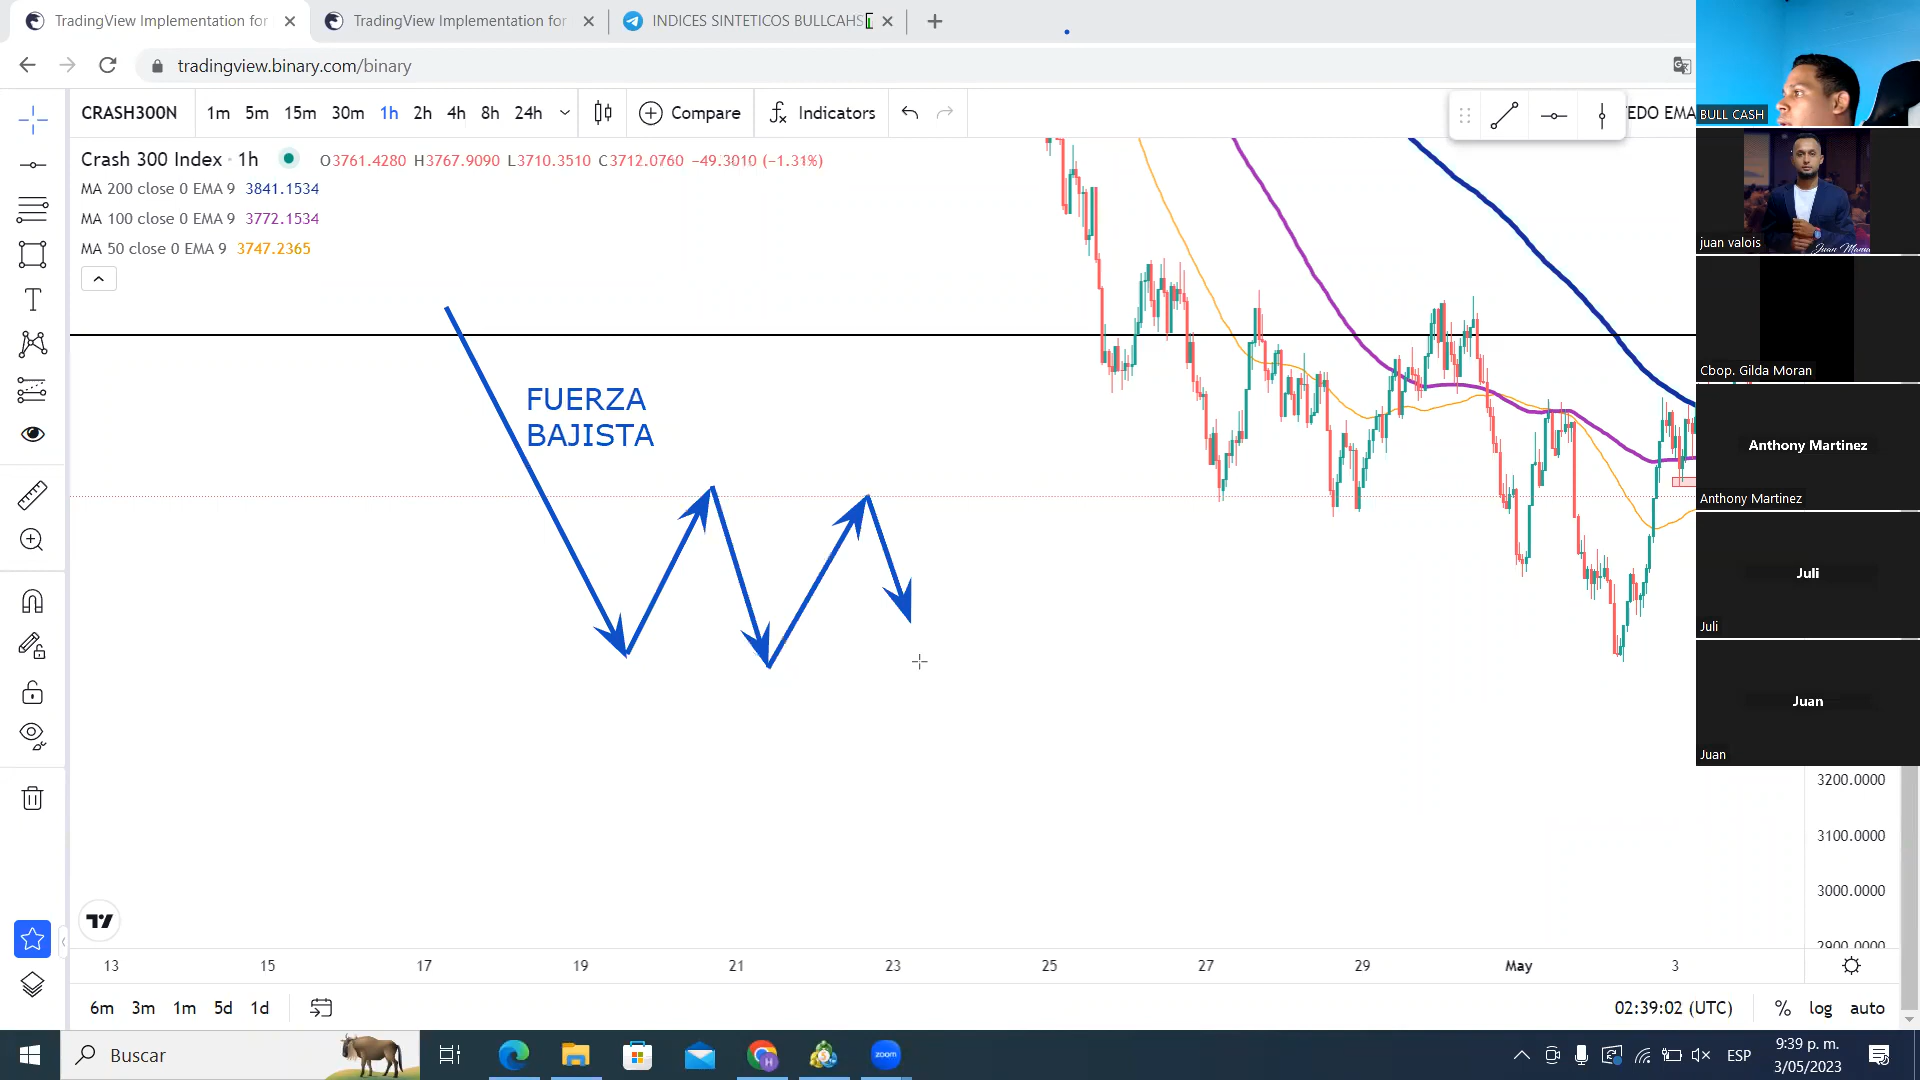 TradingView Implementation for
TradingView Implementation for
INDICES SINTETICOS BULLCAHS
tradingview.binary.com/binary
CRASH300N
1m 5m 15m 30m 1h 2h 4h 8h 24h
Compare
Indicators
EDO EMA
Crash 300 Index · 1h
O3761.4280 H3767.9090 L3710.3510 C3712.0760 −49.3010 (−1.31%)
MA 200 close 0 EMA 9 3841.1534
MA 100 close 0 EMA 9 3772.1534
MA 50 close 0 EMA 9 3747.2365
FUERZA
BAJISTA
BULL CASH
juan valois
Cbop. Gilda Moran
Anthony Martinez
Anthony Martinez
Juli
Juli
Juan
Juan
3200.0000
3100.0000
3000.0000
2900.0000
13 15 17 19 21 23 25 27 29 May 3
6m 3m 1m 5d 1d
02:39:02 (UTC) % log auto
Buscar
zoom
ESP
9:39 p. m.
3/05/2023